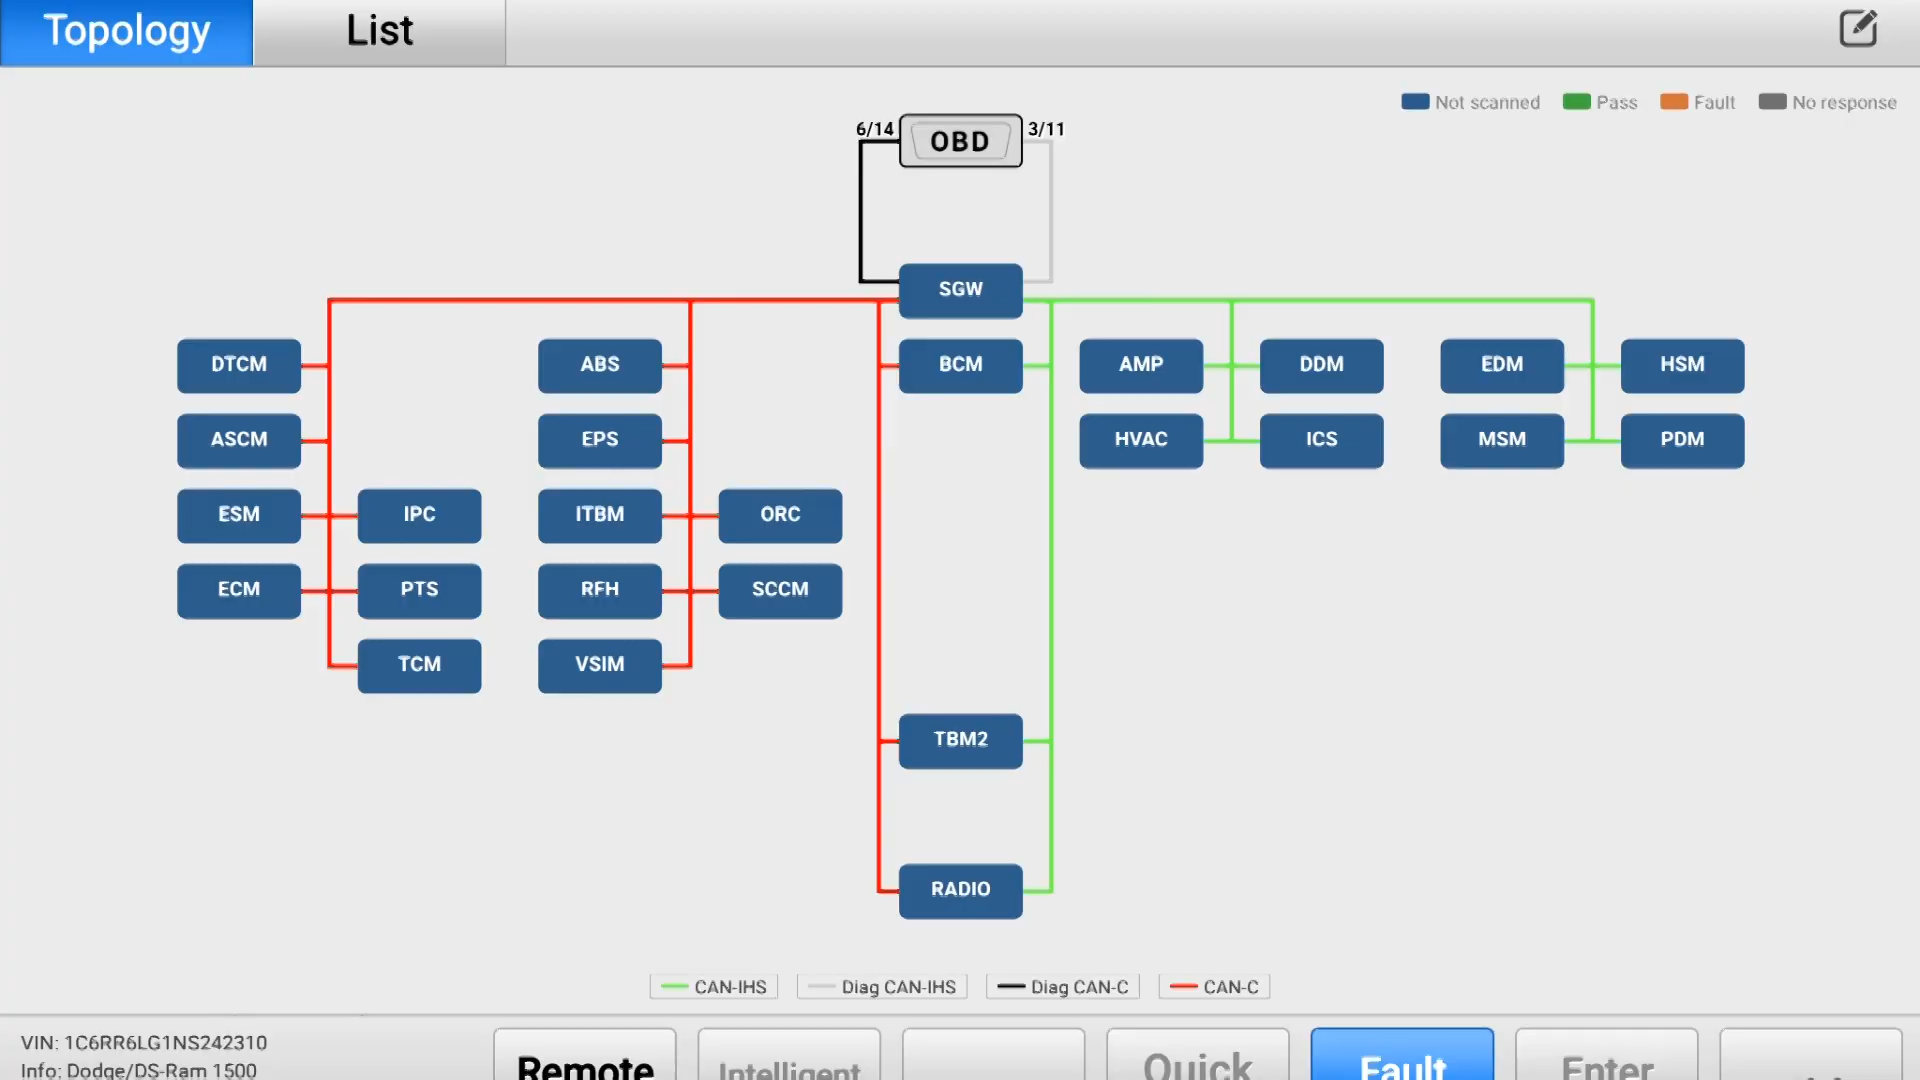 Topology List
Not scanned Pass Fault No response
6/14 OBD 3/11
SGW
DTCM ABS BCM AMP DDM EDM HSM
ASCM EPS HVAC ICS MSM PDM
ESM IPC ITBM ORC
ECM PTS RFH SCCM
TCM VSIM
TBM2
RADIO
CAN-IHS Diag CAN-IHS Diag CAN-C CAN-C
VIN: 1C6RR6LG1NS242310
Info: Dodge/DS-Ram 1500
Remote Intelligent Quick Fault Enter